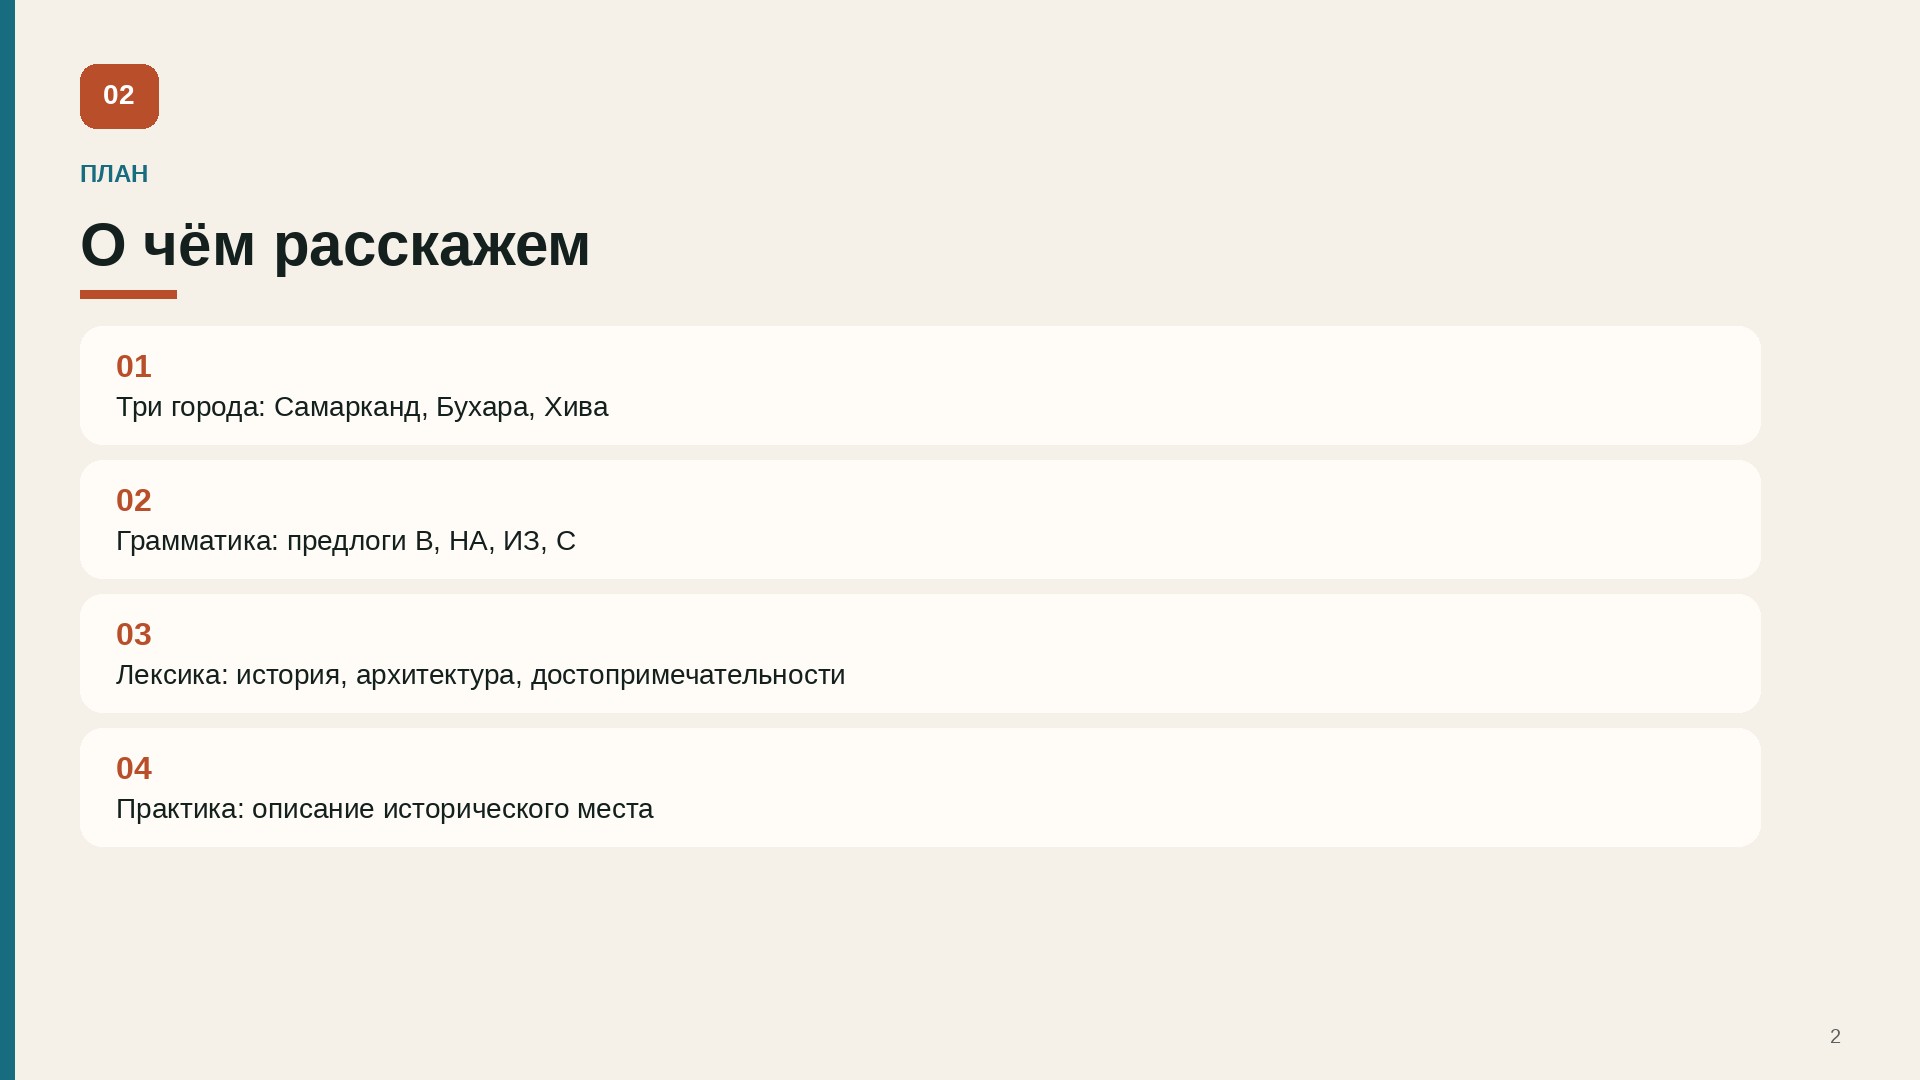 02
ПЛАН
О чём расскажем
01
Три города: Самарканд, Бухара, Хива
02
Грамматика: предлоги В, НА, ИЗ, С
03
Лексика: история, архитектура, достопримечательности
04
Практика: описание исторического места
2